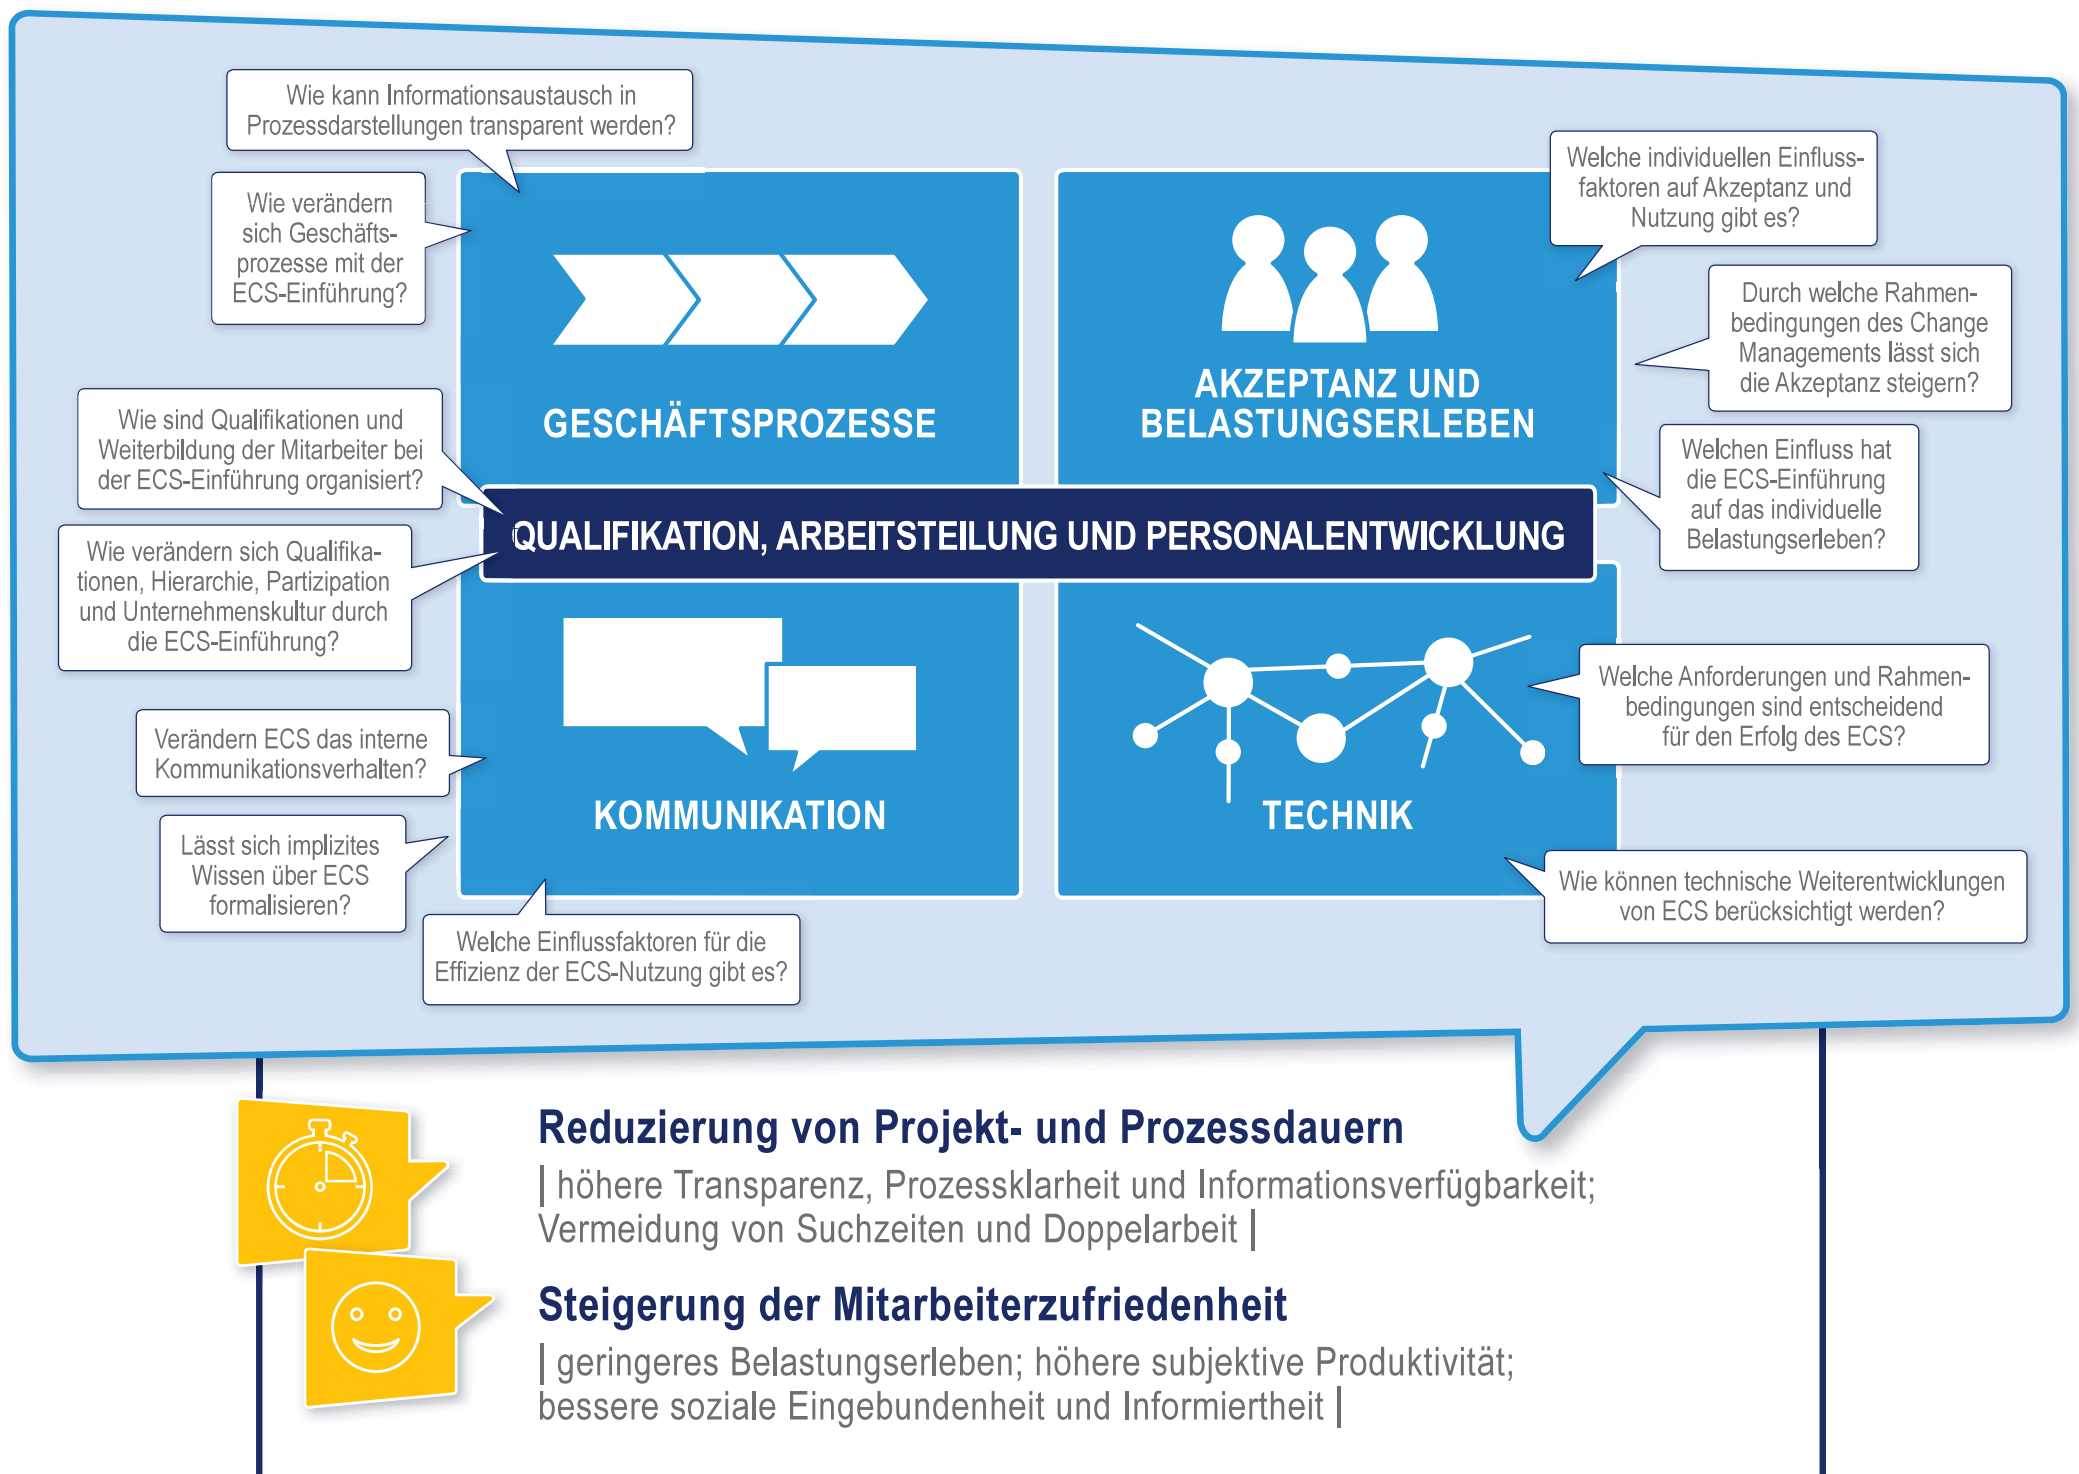 Wie kann Informationsaustausch in
Prozessdarstellungen transparent werden?
Wie verändern
sich Geschäfts-
prozesse mit der
ECS-Einführung?
GESCHÄFTSPROZESSE
Welche individuellen Einfluss-
faktoren auf Akzeptanz und
Nutzung gibt es?
Durch welche Rahmen-
bedingungen des Change
Managements lässt sich
die Akzeptanz steigern?
AKZEPTANZ UND
BELASTUNGSERLEBEN
Welchen Einfluss hat
die ECS-Einführung
auf das individuelle
Belastungserleben?
Wie sind Qualifikationen und
Weiterbildung der Mitarbeiter bei
der ECS-Einführung organisiert?
QUALIFIKATION, ARBEITSTEILUNG UND PERSONALENTWICKLUNG
Wie verändern sich Qualifika-
tionen, Hierarchie, Partizipation
und Unternehmenskultur durch
die ECS-Einführung?
Verändern ECS das interne
Kommunikationsverhalten?
KOMMUNIKATION
Lässt sich implizites
Wissen über ECS
formalisieren?
Welche Einflussfaktoren für die
Effizienz der ECS-Nutzung gibt es?
Welche Anforderungen und Rahmen-
bedingungen sind entscheidend
für den Erfolg des ECS?
TECHNIK
Wie können technische Weiterentwicklungen
von ECS berücksichtigt werden?
Reduzierung von Projekt- und Prozessdauern
| höhere Transparenz, Prozessklarheit und Informationsverfügbarkeit;
Vermeidung von Suchzeiten und Doppelarbeit |
Steigerung der Mitarbeiterzufriedenheit
| geringeres Belastungserleben; höhere subjektive Produktivität;
bessere soziale Eingebundenheit und Informiertheit |